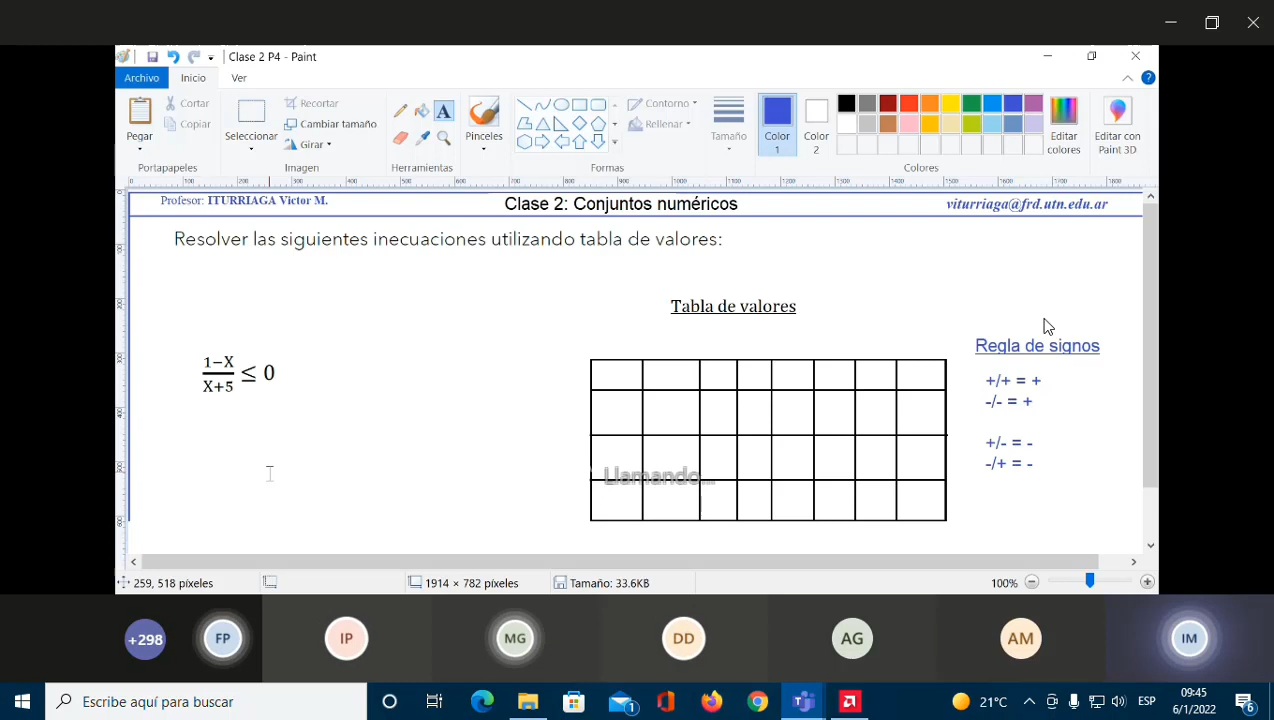 Clase 2 P4 - Paint
Archivo
Inicio
Ver
Pegar
Cortar
Copiar
Portapapeles
Seleccionar
Recortar
Cambiar tamaño
Girar
Imagen
A
Herramientas
Pinceles
Contorno
Rellenar
Formas
Tamaño
Color 1
Color 2
Editar colores
Colores
Editar con Paint 3D
Profesor: ITURRIAGA Victor M.
Clase 2: Conjuntos numéricos
viturriaga@frd.utn.edu.ar
Resolver las siguientes inecuaciones utilizando tabla de valores:
Tabla de valores
1−X
X+5
≤ 0
Llamando...
Regla de signos
+/+ = +
-/- = +
+/- = -
-/+ = -
259, 518 píxeles
1914 × 782 píxeles
Tamaño: 33.6KB
100%
+298
FP
IP
MG
DD
AG
AM
IM
Escribe aquí para buscar
21°C
ESP
09:45
6/1/2022